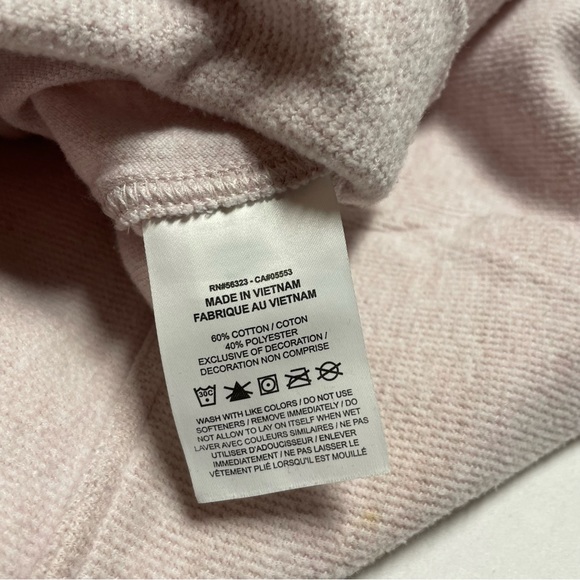 RN#56323 - CA#05553
MADE IN VIETNAM
FABRIQUE AU VIETNAM
60% COTTON / COTON
40% POLYESTER
EXCLUSIVE OF DECORATION /
DECORATION NON COMPRISE
30C
WASH WITH LIKE COLORS / DO NOT USE
SOFTENERS / REMOVE IMMEDIATELY / DO
NOT ALLOW TO LAY ON ITSELF WHEN WET
LAVER AVEC COULEURS SIMILAIRES / NE PAS
UTILISER D'ADOUCISSEUR / ENLEVER
IMMEDIATEMENT / NE PAS LAISSER LE
VÊTEMENT PLIÉ LORSQU'IL EST MOUILLÉ